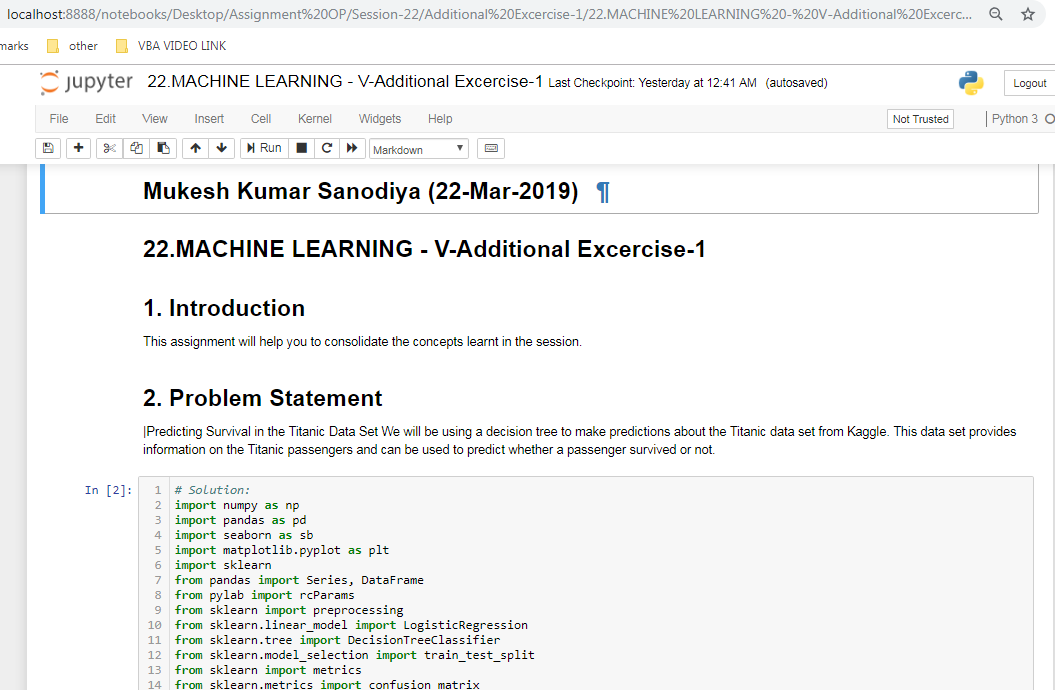 localhost:8888/notebooks/Desktop/Assignment%20OP/Session-22/Additional%20Excercise-1/22.MACHINE%20LEARNING%20-%20V-Additional%20Excerc...
marks other VBA VIDEO LINK
jupyter 22.MACHINE LEARNING - V-Additional Excercise-1 Last Checkpoint: Yesterday at 12:41 AM (autosaved) Logout
File Edit View Insert Cell Kernel Widgets Help Not Trusted Python 3
Run Markdown
Mukesh Kumar Sanodiya (22-Mar-2019) ¶
22.MACHINE LEARNING - V-Additional Excercise-1
1. Introduction
This assignment will help you to consolidate the concepts learnt in the session.
2. Problem Statement
|Predicting Survival in the Titanic Data Set We will be using a decision tree to make predictions about the Titanic data set from Kaggle. This data set provides
information on the Titanic passengers and can be used to predict whether a passenger survived or not.
In [2]: 1 # Solution:
2 import numpy as np
3 import pandas as pd
4 import seaborn as sb
5 import matplotlib.pyplot as plt
6 import sklearn
7 from pandas import Series, DataFrame
8 from pylab import rcParams
9 from sklearn import preprocessing
10 from sklearn.linear_model import LogisticRegression
11 from sklearn.tree import DecisionTreeClassifier
12 from sklearn.model_selection import train_test_split
13 from sklearn import metrics
14 from sklearn.metrics import confusion_matrix